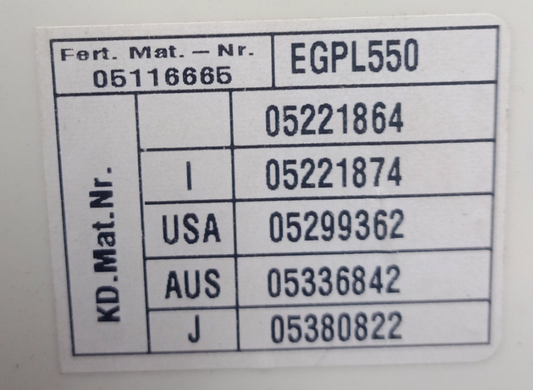 Fert. Mat. – Nr.
05116665
EGPL550
KD.Mat.Nr.
05221864
I 05221874
USA 05299362
AUS 05336842
J 05380822